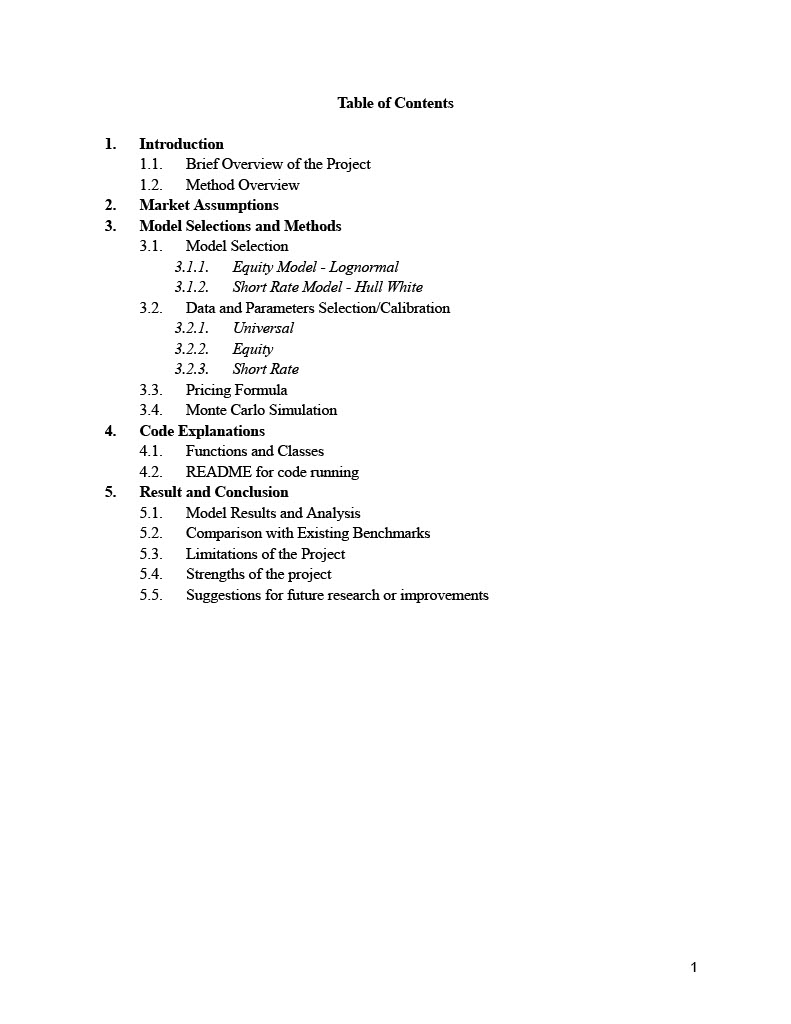 Table of Contents
1. Introduction
1.1. Brief Overview of the Project
1.2. Method Overview
2. Market Assumptions
3. Model Selections and Methods
3.1. Model Selection
3.1.1. Equity Model - Lognormal
3.1.2. Short Rate Model - Hull White
3.2. Data and Parameters Selection/Calibration
3.2.1. Universal
3.2.2. Equity
3.2.3. Short Rate
3.3. Pricing Formula
3.4. Monte Carlo Simulation
4. Code Explanations
4.1. Functions and Classes
4.2. README for code running
5. Result and Conclusion
5.1. Model Results and Analysis
5.2. Comparison with Existing Benchmarks
5.3. Limitations of the Project
5.4. Strengths of the project
5.5. Suggestions for future research or improvements
1